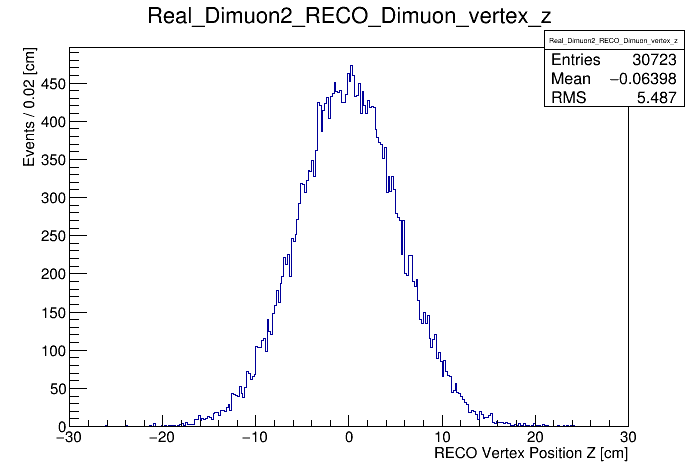 Real_Dimuon2_RECO_Dimuon_vertex_z
Real_Dimuon2_RECO_Dimuon_vertex_z
Entries 30723
Mean −0.06398
RMS 5.487
Events / 0.02 [cm]
450
400
350
300
250
200
150
100
50
0
−30 −20 −10 0 10 20 30
RECO Vertex Position Z [cm]